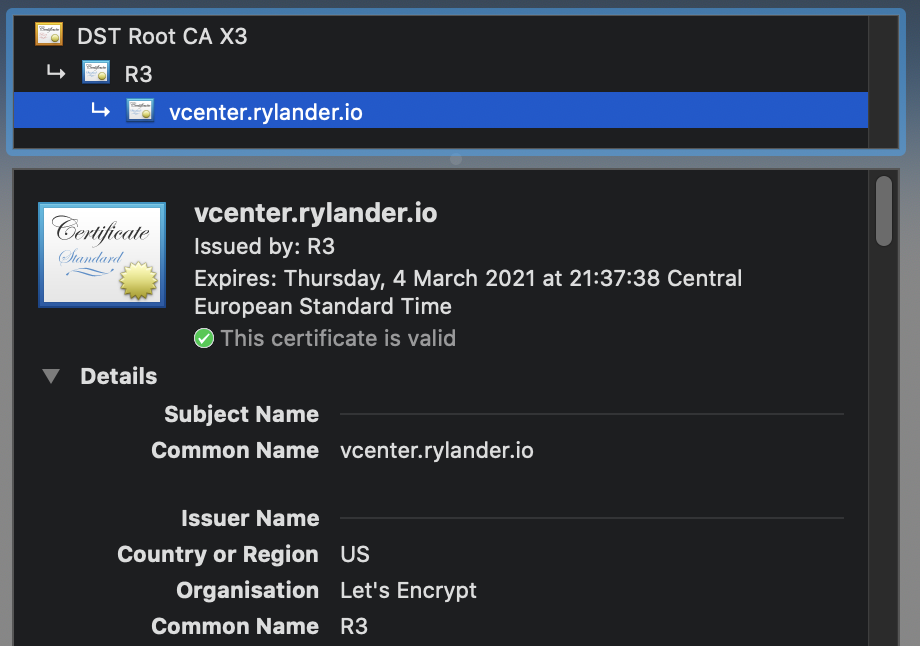 DST Root CA X3
R3
vcenter.rylander.io
Certificate
Standard
vcenter.rylander.io
Issued by: R3
Expires: Thursday, 4 March 2021 at 21:37:38 Central
European Standard Time
This certificate is valid
Details
Subject Name
Common Name vcenter.rylander.io
Issuer Name
Country or Region US
Organisation Let's Encrypt
Common Name R3